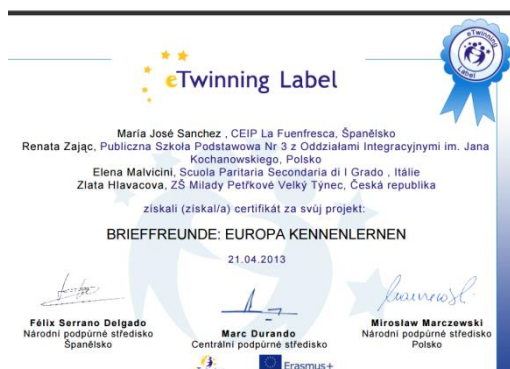 eTwinning Label
eTwinning
Label
María José Sanchez , CEIP La Fuenfresca, Španělsko
Renata Zając, Publiczna Szkoła Podstawowa Nr 3 z Oddziałami Integracyjnymi im. Jana
Kochanowskiego, Polsko
Elena Malvicini, Scuola Paritaria Secondaria di I Grado , Itálie
Zlata Hlavacova, ZŠ Milady Petřkové Velký Týnec, Česká republika
získali (získal/a) certifikát za svůj projekt:
BRIEFFREUNDE: EUROPA KENNENLERNEN
21.04.2013
Félix Serrano Delgado
Národní podpůrné středisko
Španělsko
Marc Durando
Centrální podpůrné středisko
Mirosław Marczewski
Národní podpůrné středisko
Polsko
Erasmus+